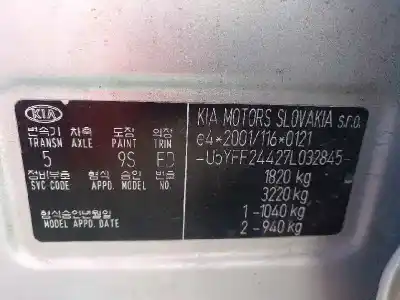 KIA
변속기 차축 도장 의장
TRANSN AXLE PAINT TRIM
5 9S ED
정비부품 형식 승인 번호
SVC CODE APPD. MODEL NO.
형식승인년월일
MODEL APPD. DATE
KIA MOTORS SLOVAKIA s.r.o.
e4*2001/116*0121
-U5YFF24427L032845-
1820 kg
3220 kg
1 -1040 kg
2 -940 kg